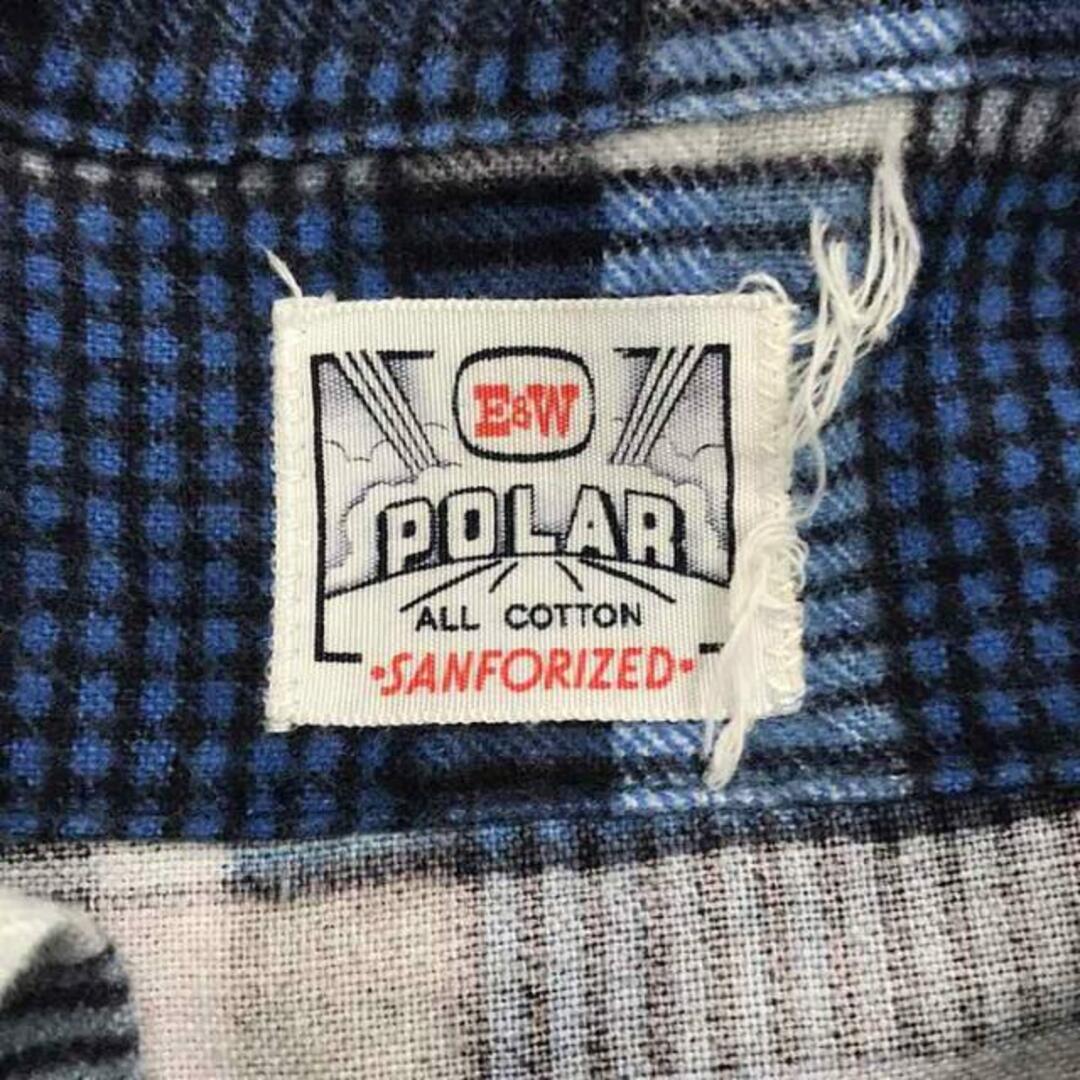 E&W
POLAR
ALL COTTON
•SANFORIZED•